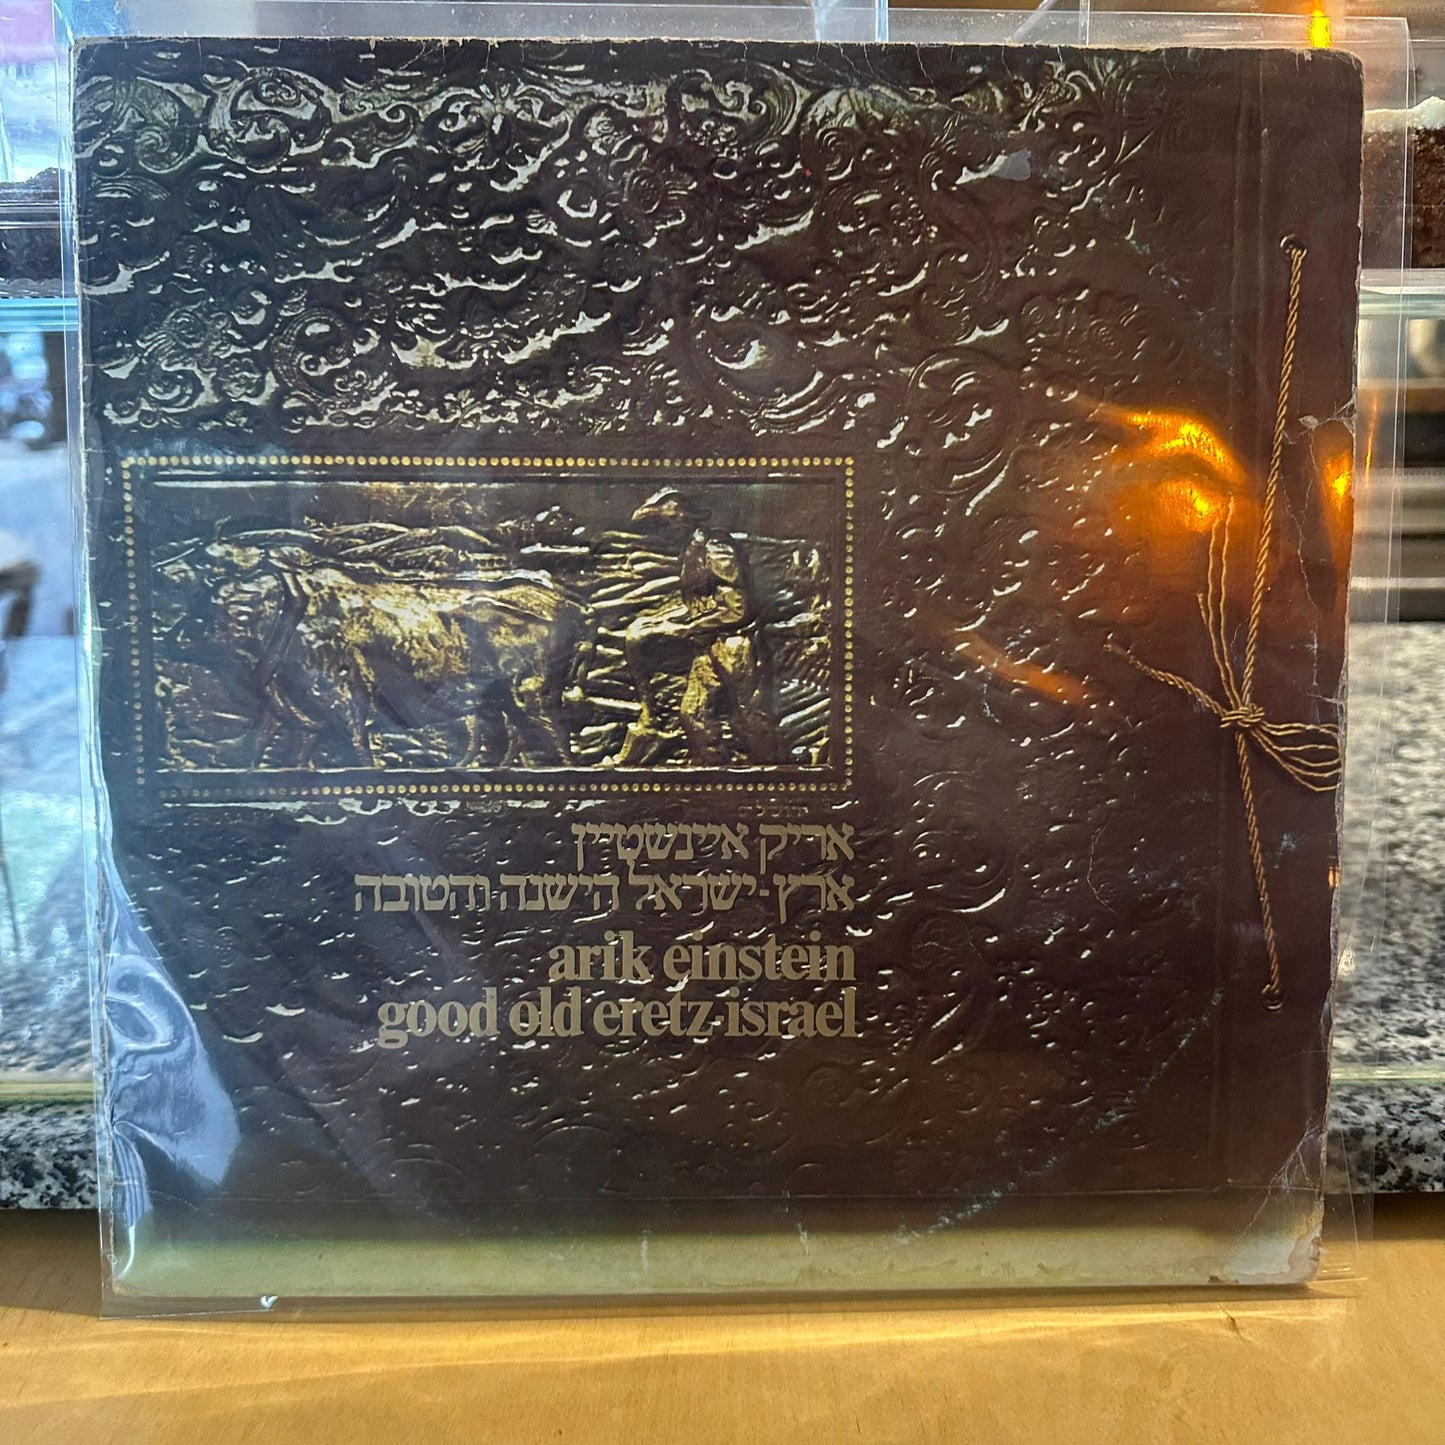 אריק איינשטיין
ארץ-ישראל הישנה והטובה
arik einstein
good old eretz-israel